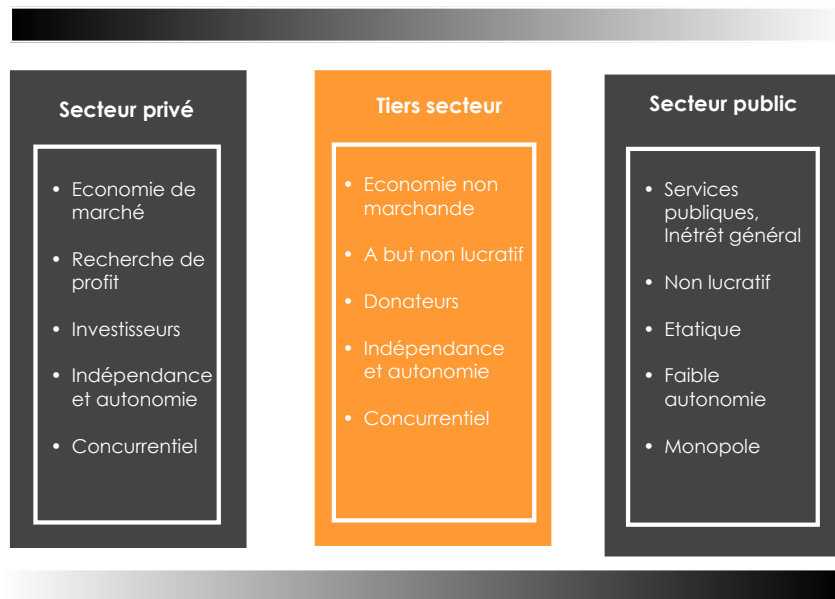 Secteur privé
• Economie de
marché
• Recherche de
profit
• Investisseurs
• Indépendance
et autonomie
• Concurrentiel
Tiers secteur
• Economie non
marchande
• A but non lucratif
• Donateurs
• Indépendance
et autonomie
• Concurrentiel
Secteur public
• Services
publiques,
Inétrêt général
• Non lucratif
• Etatique
• Faible
autonomie
• Monopole